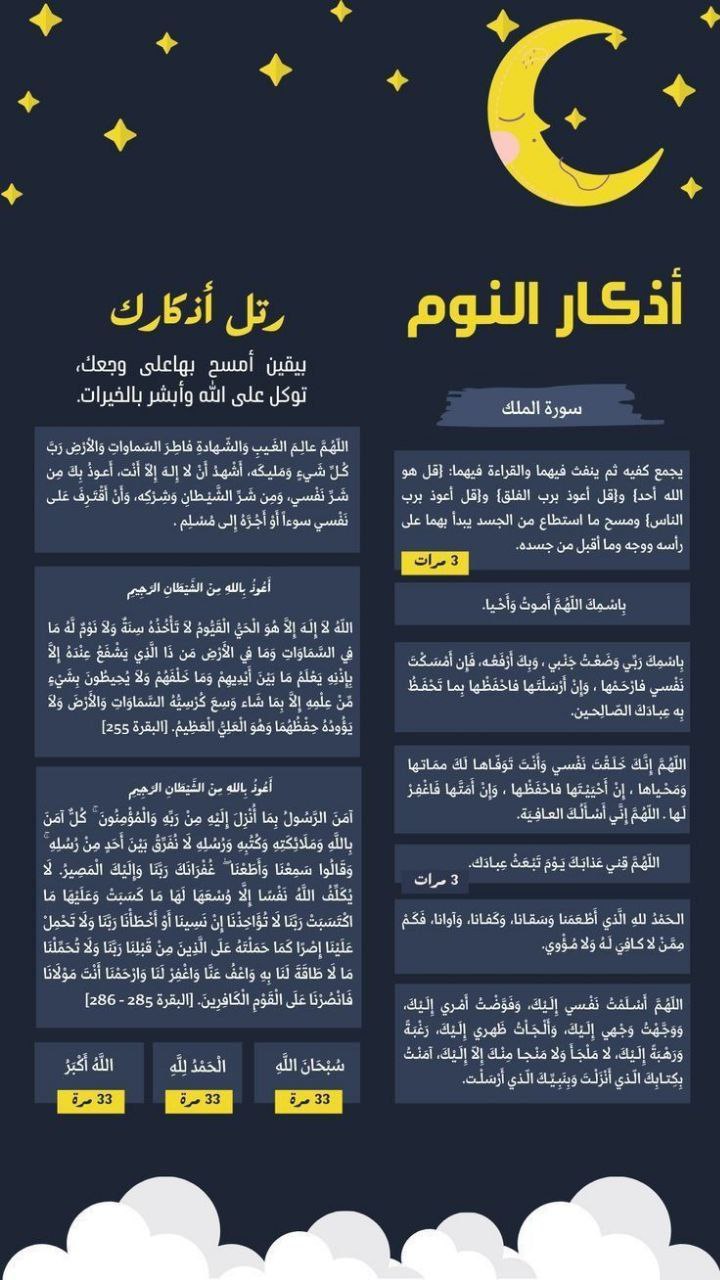 أذكار النوم
سورة الملك
يجمع كفيه ثم ينفث فيهما والقراءة فيهما: {قل هو
الله أحد} و{قل أعوذ برب الفلق} و{قل أعوذ برب
الناس} ومسح ما استطاع من الجسد يبدأ بهما على
رأسه ووجه وما أقبل من جسده.
3 مرات
بِاسْمِكَ اللّهُمَّ أَموتُ وَأَحْيا.
بِاسْمِكَ رَبِّي وَضَعْتُ جَنْبي ، وَبِكَ أَرْفَعُه، فَإِن أَمْسَكْتَ
نَفْسي فارْحَمْها ، وَإِنْ أَرْسَلْتَها فاحْفَظْها بِما تَحْفَظُ
بِه عِبادَكَ الصّالِحين.
اللّهُمَّ إِنَّكَ خَلَقْتَ نَفْسي وَأَنْتَ تَوَفّاها لَكَ مَماتها
وَمَحْياها ، إِنْ أَحْيَيْتَها فاحْفَظْها ، وَإِنْ أَمَتَّها فَاغْفِرْ
لَها . اللّهُمَّ إِنَّي أَسْأَلُكَ العافِيَة.
اللّهُمَّ قِني عَذابَكَ يَوْمَ تَبْعَثُ عِبادَك.
3 مرات
الحَمْدُ للهِ الَّذي أَطْعَمَنا وَسَقانا، وَكَفانا، وَآوانا، فَكَمْ
مِمَّنْ لا كافِيَ لَهُ وَلا مُؤْوي.
اللّهُمَّ أَسْلَمْتُ نَفْسي إِلَيْكَ، وَفَوَّضْتُ أَمْري إِلَيْكَ،
وَوَجَّهْتُ وَجْهي إِلَيْكَ، وَأَلْجَأْتُ ظَهري إِلَيْكَ، رَغْبَةً
وَرَهْبَةً إِلَيْكَ، لا مَلْجَأَ وَلا مَنْجا مِنْكَ إِلاّ إِلَيْكَ، آمَنْتُ
بِكِتابِكَ الَّذي أَنْزَلْتَ وَبِنَبِيِّكَ الَّذي أَرْسَلْت.
رتل أذكارك
بيقين أمسح بهاعلى وجعك،
توكل على الله وأبشر بالخيرات.
اللّهُمَّ عالِمَ الغَيبِ وَالشّهادةِ فاطِرَ السّماواتِ وَالأرْضِ رَبَّ
كُلِّ شَيءٍ وَمَليكَه، أَشْهدُ أَنْ لا إِلهَ إِلاّ أَنْت، أَعوذُ بِكَ مِن
شَرِّ نَفْسي، وَمِن شَرِّ الشَّيْطانِ وَشِرْكِه، وَأَنْ أَقْتَرِفَ عَلى
نَفْسي سوءاً أَوْ أَجُرَّهُ إِلى مُسْلِم .
أَعُوذُ بِاللهِ مِنْ الشَّيْطَانِ الرَّجِيمِ
اللّهُ لاَ إِلَهَ إِلاَّ هُوَ الْحَيُّ الْقَيُّومُ لاَ تَأْخُذُهُ سِنَةٌ وَلاَ نَوْمٌ لَّهُ مَا
فِي السَّمَاوَاتِ وَمَا فِي الأَرْضِ مَن ذَا الَّذِي يَشْفَعُ عِنْدَهُ إِلاَّ
بِإِذْنِهِ يَعْلَمُ مَا بَيْنَ أَيْدِيهِمْ وَمَا خَلْفَهُمْ وَلاَ يُحِيطُونَ بِشَيْءٍ
مِّنْ عِلْمِهِ إِلاَّ بِمَا شَاء وَسِعَ كُرْسِيُّهُ السَّمَاوَاتِ وَالأَرْضَ وَلاَ
يَؤُودُهُ حِفْظُهُمَا وَهُوَ الْعَلِيُّ الْعَظِيمُ. [البقرة 255]
أَعُوذُ بِاللهِ مِنْ الشَّيْطَانِ الرَّجِيمِ
آمَنَ الرَّسُولُ بِمَا أُنْزِلَ إِلَيْهِ مِنْ رَبِّهِ وَالْمُؤْمِنُونَ ۚ كُلٌّ آمَنَ
بِاللَّهِ وَمَلَائِكَتِهِ وَكُتُبِهِ وَرُسُلِهِ لَا نُفَرِّقُ بَيْنَ أَحَدٍ مِنْ رُسُلِهِ ۚ
وَقَالُوا سَمِعْنَا وَأَطَعْنَا ۖ غُفْرَانَكَ رَبَّنَا وَإِلَيْكَ الْمَصِيرُ. لَا
يُكَلِّفُ اللَّهُ نَفْسًا إِلَّا وُسْعَهَا لَهَا مَا كَسَبَتْ وَعَلَيْهَا مَا
اكْتَسَبَتْ رَبَّنَا لَا تُؤَاخِذْنَا إِنْ نَسِينَا أَوْ أَخْطَأْنَا رَبَّنَا وَلَا تَحْمِلْ
عَلَيْنَا إِصْرًا كَمَا حَمَلْتَهُ عَلَى الَّذِينَ مِنْ قَبْلِنَا رَبَّنَا وَلَا تُحَمِّلْنَا
مَا لَا طَاقَةَ لَنَا بِهِ وَاعْفُ عَنَّا وَاغْفِرْ لَنَا وَارْحَمْنَا أَنْتَ مَوْلَانَا
فَانْصُرْنَا عَلَى الْقَوْمِ الْكَافِرِينَ. [البقرة 285 - 286]
سُبْحَانَ اللَّهِ
33 مرة
الْحَمْدُ لِلَّهِ
33 مرة
اللَّهُ أَكْبَرُ
33 مرة